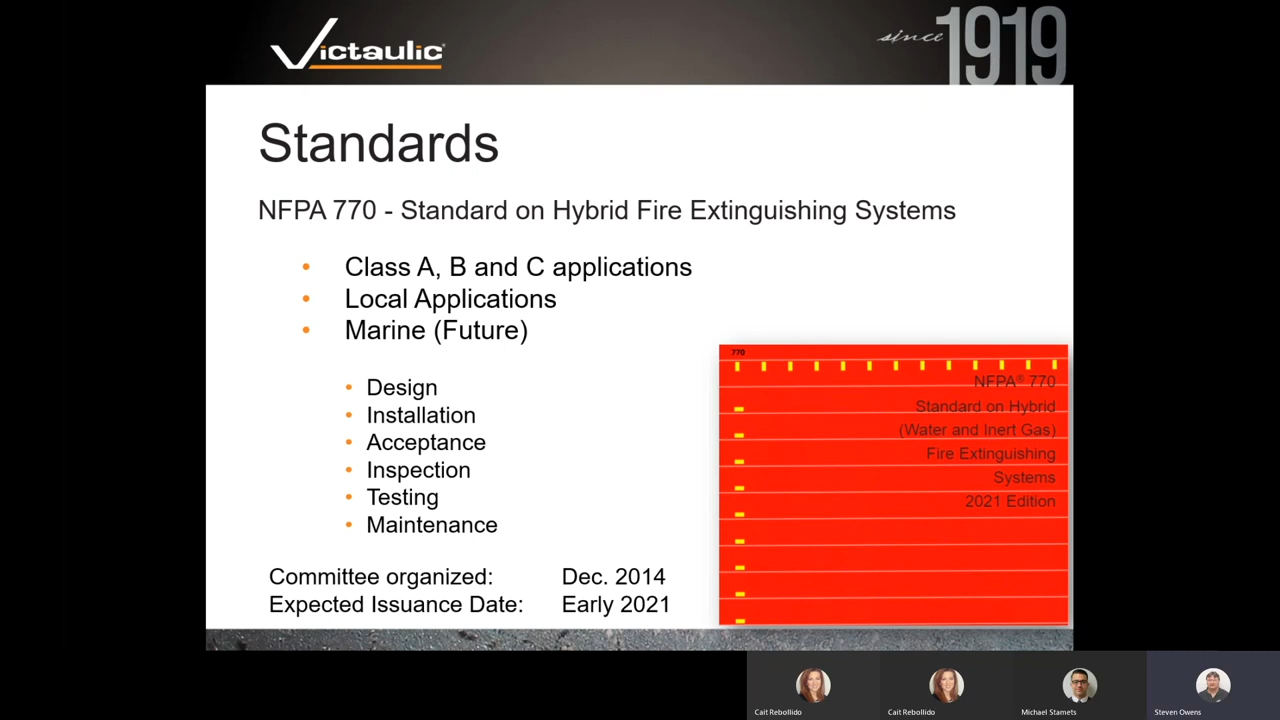 Victaulic®
since 1919
Standards
NFPA 770 - Standard on Hybrid Fire Extinguishing Systems
• Class A, B and C applications
• Local Applications
• Marine (Future)
• Design
• Installation
• Acceptance
• Inspection
• Testing
• Maintenance
Committee organized: Dec. 2014
Expected Issuance Date: Early 2021
770
NFPA® 770
Standard on Hybrid
(Water and Inert Gas)
Fire Extinguishing
Systems
2021 Edition
Cait Rebollido
Cait Rebollido
Michael Stamets
Steven Owens